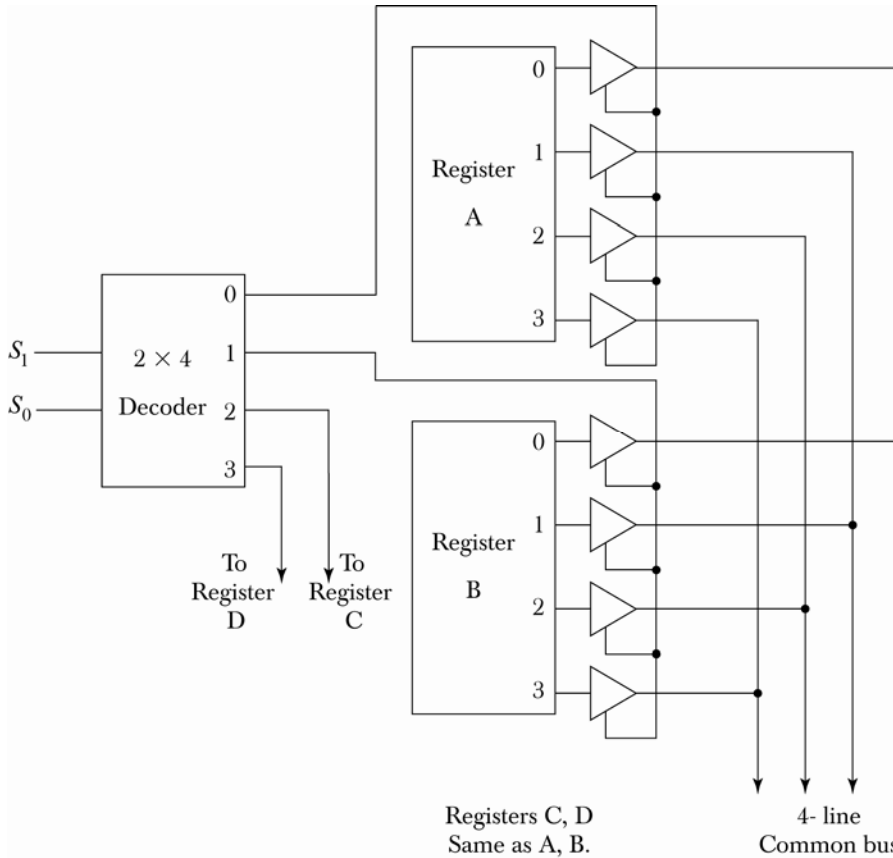 0
1
Register
A
2
3
0
S₁
2 × 4
1
S₀
Decoder
2
3
To
Register
D
To
Register
C
0
1
Register
B
2
3
Registers C, D
Same as A, B.
4- line
Common bus